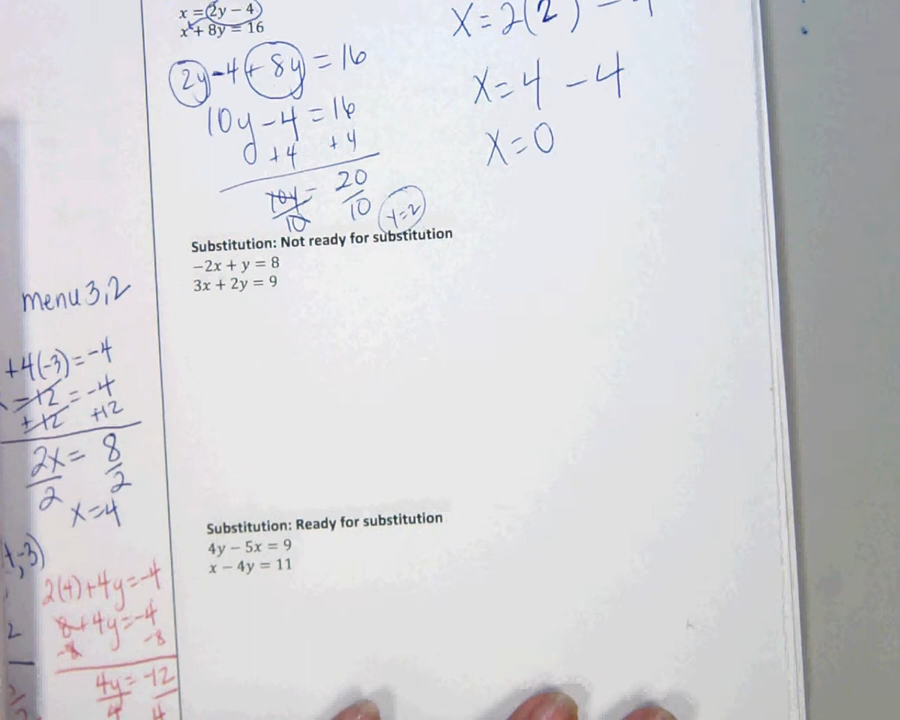 x = 2y − 4
x + 8y = 16
2y − 4 + 8y = 16
10y − 4 = 16
+4 +4
10y = 20
10 10
y=2
x = 2(2) − 4
x = 4 − 4
x = 0
Substitution: Not ready for substitution
−2x + y = 8
3x + 2y = 9
Substitution: Ready for substitution
4y − 5x = 9
x − 4y = 11
menu 3,2
+4(-3)=-4
-12 = -4
+12 +12
2x = 8
2 2
x=4
2(4)+4y=-4
8+4y=-4
-8 -8
4y = -12
4 4